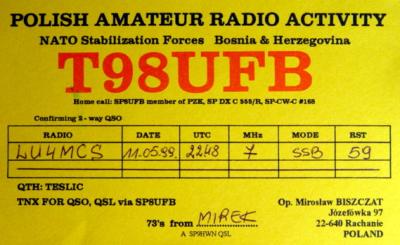 POLISH AMATEUR RADIO ACTIVITY
NATO Stabilization Forces Bosnia & Herzegovina
T98UFB
Home call: SP8UFB member of PZK, SP DX C 555/R, SP-CW-C #168
Confirming 2 - way QSO
RADIO DATE UTC MHz MODE RST
LU4MCS 11.05.99. 2248 7 SSB 59
QTH: TESLIC
TNX FOR QSO, QSL via SP8UFB
Op. Mirosław BISZCZAT
Józefówka 97
22-640 Rachanie
POLAND
73's from MIREK
A SP9HWN QSL